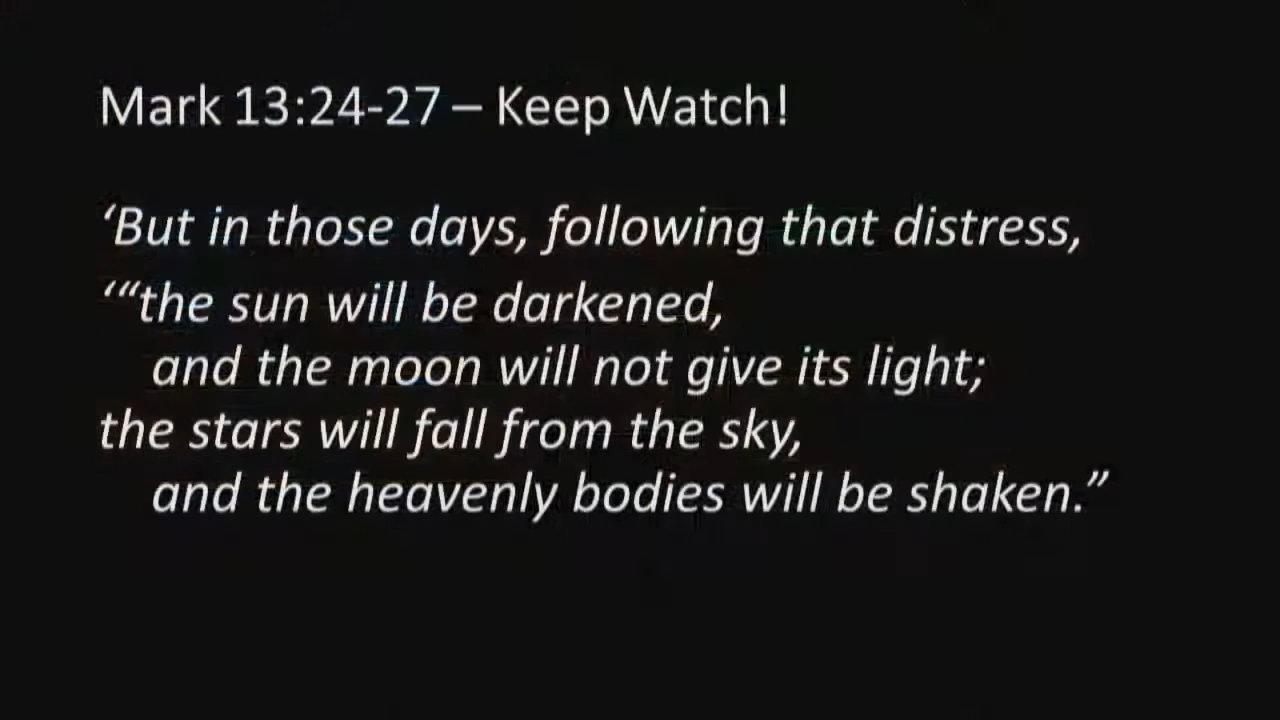 Mark 13:24-27 – Keep Watch!
‘But in those days, following that distress,
‘“the sun will be darkened,
and the moon will not give its light;
the stars will fall from the sky,
and the heavenly bodies will be shaken.”